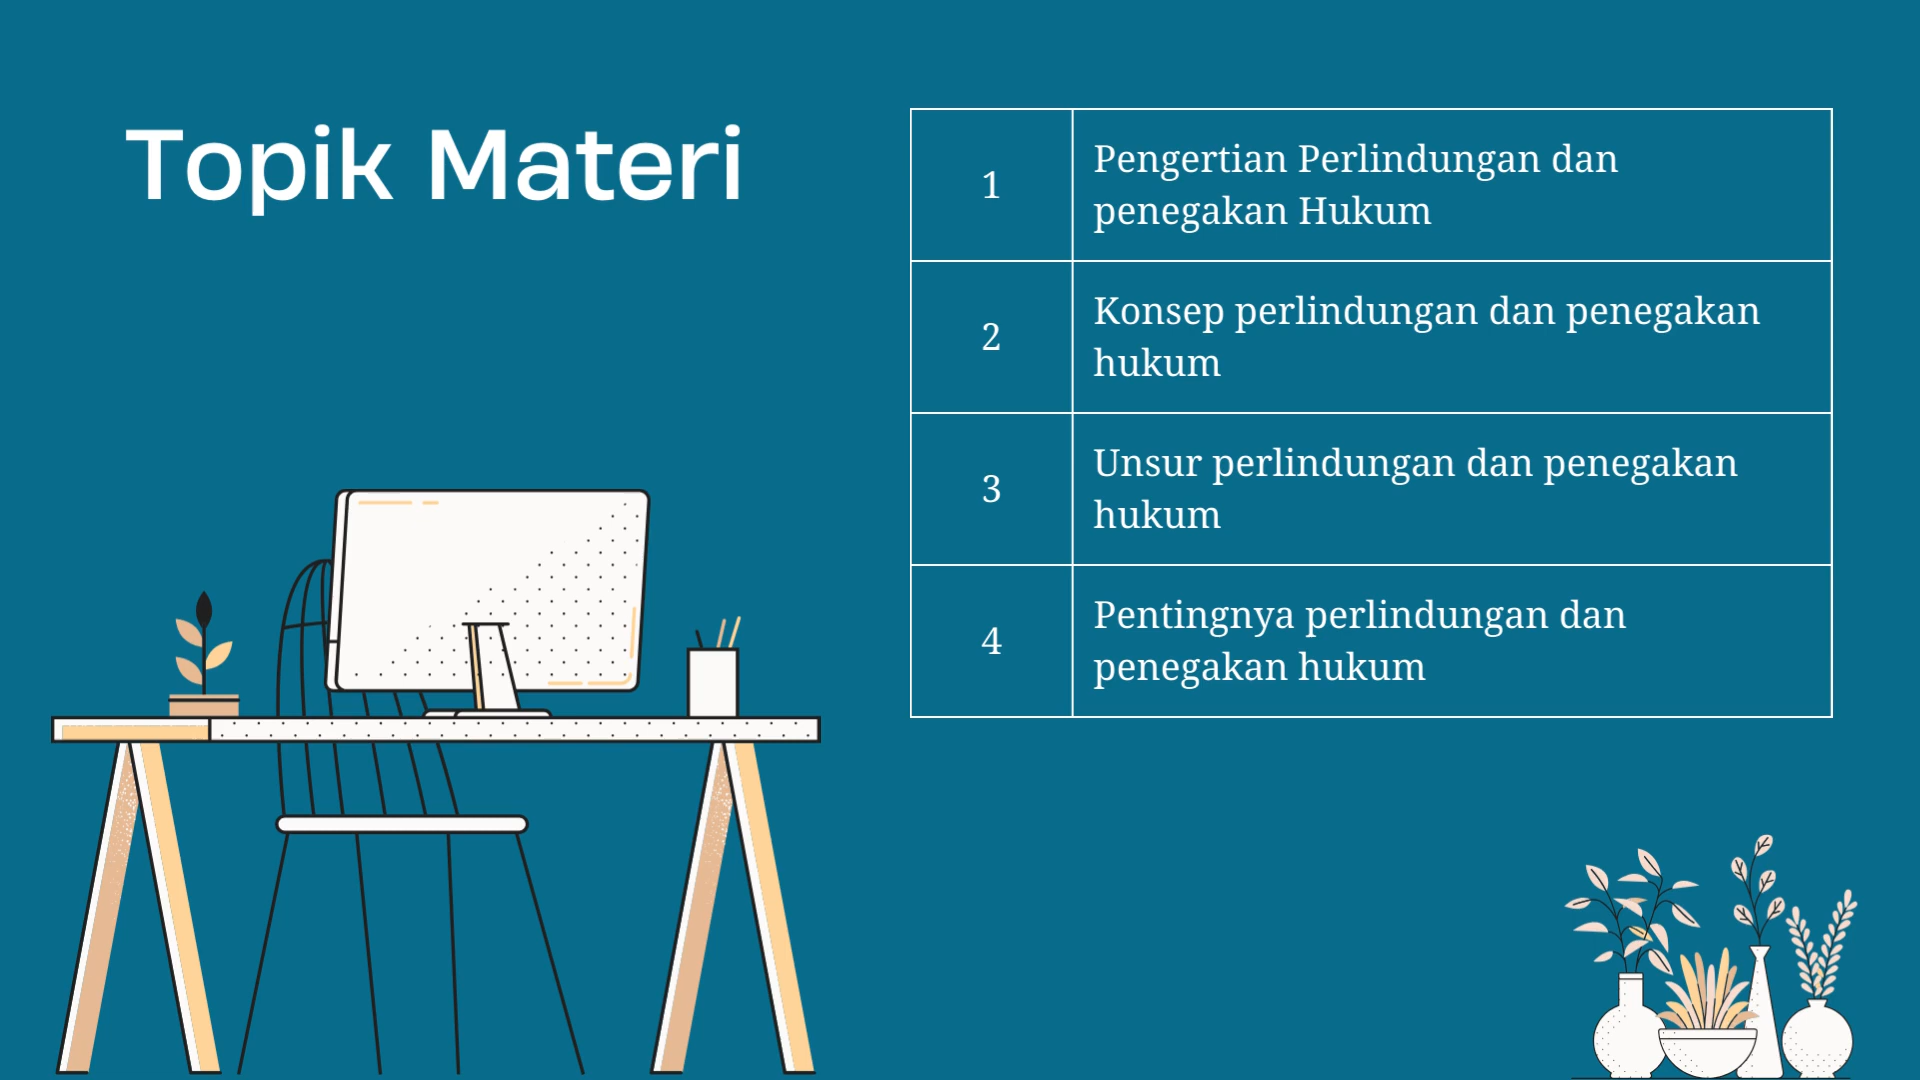 Topik Materi
1
Pengertian Perlindungan dan
penegakan Hukum
2
Konsep perlindungan dan penegakan
hukum
3
Unsur perlindungan dan penegakan
hukum
4
Pentingnya perlindungan dan
penegakan hukum